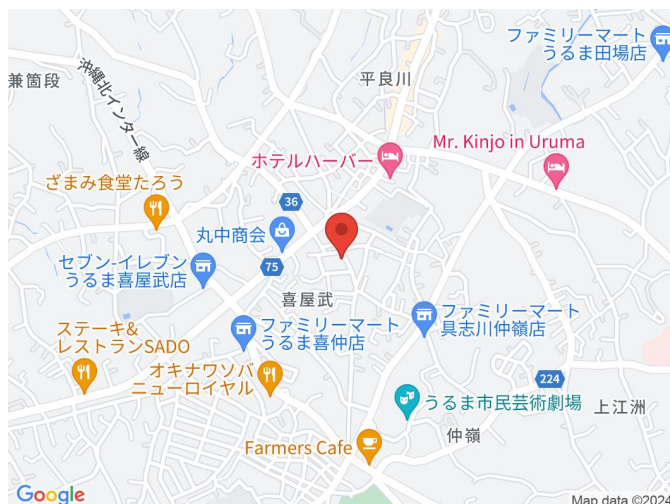 ファミリーマート
うるま田場店
平良川
兼箇段
沖縄北インター線
Mr. Kinjo in Uruma
ホテルハーバー
ざまみ食堂たろう
36
丸中商会
セブン-イレブン
うるま喜屋武店
75
喜屋武
ファミリーマート
具志川仲嶺店
ステーキ&
レストランSADO
ファミリーマート
うるま喜仲店
オキナワソバ
ニューロイヤル
224
うるま市民芸術劇場
上江洲
仲嶺
Farmers Cafe
Google
Map data ©2024